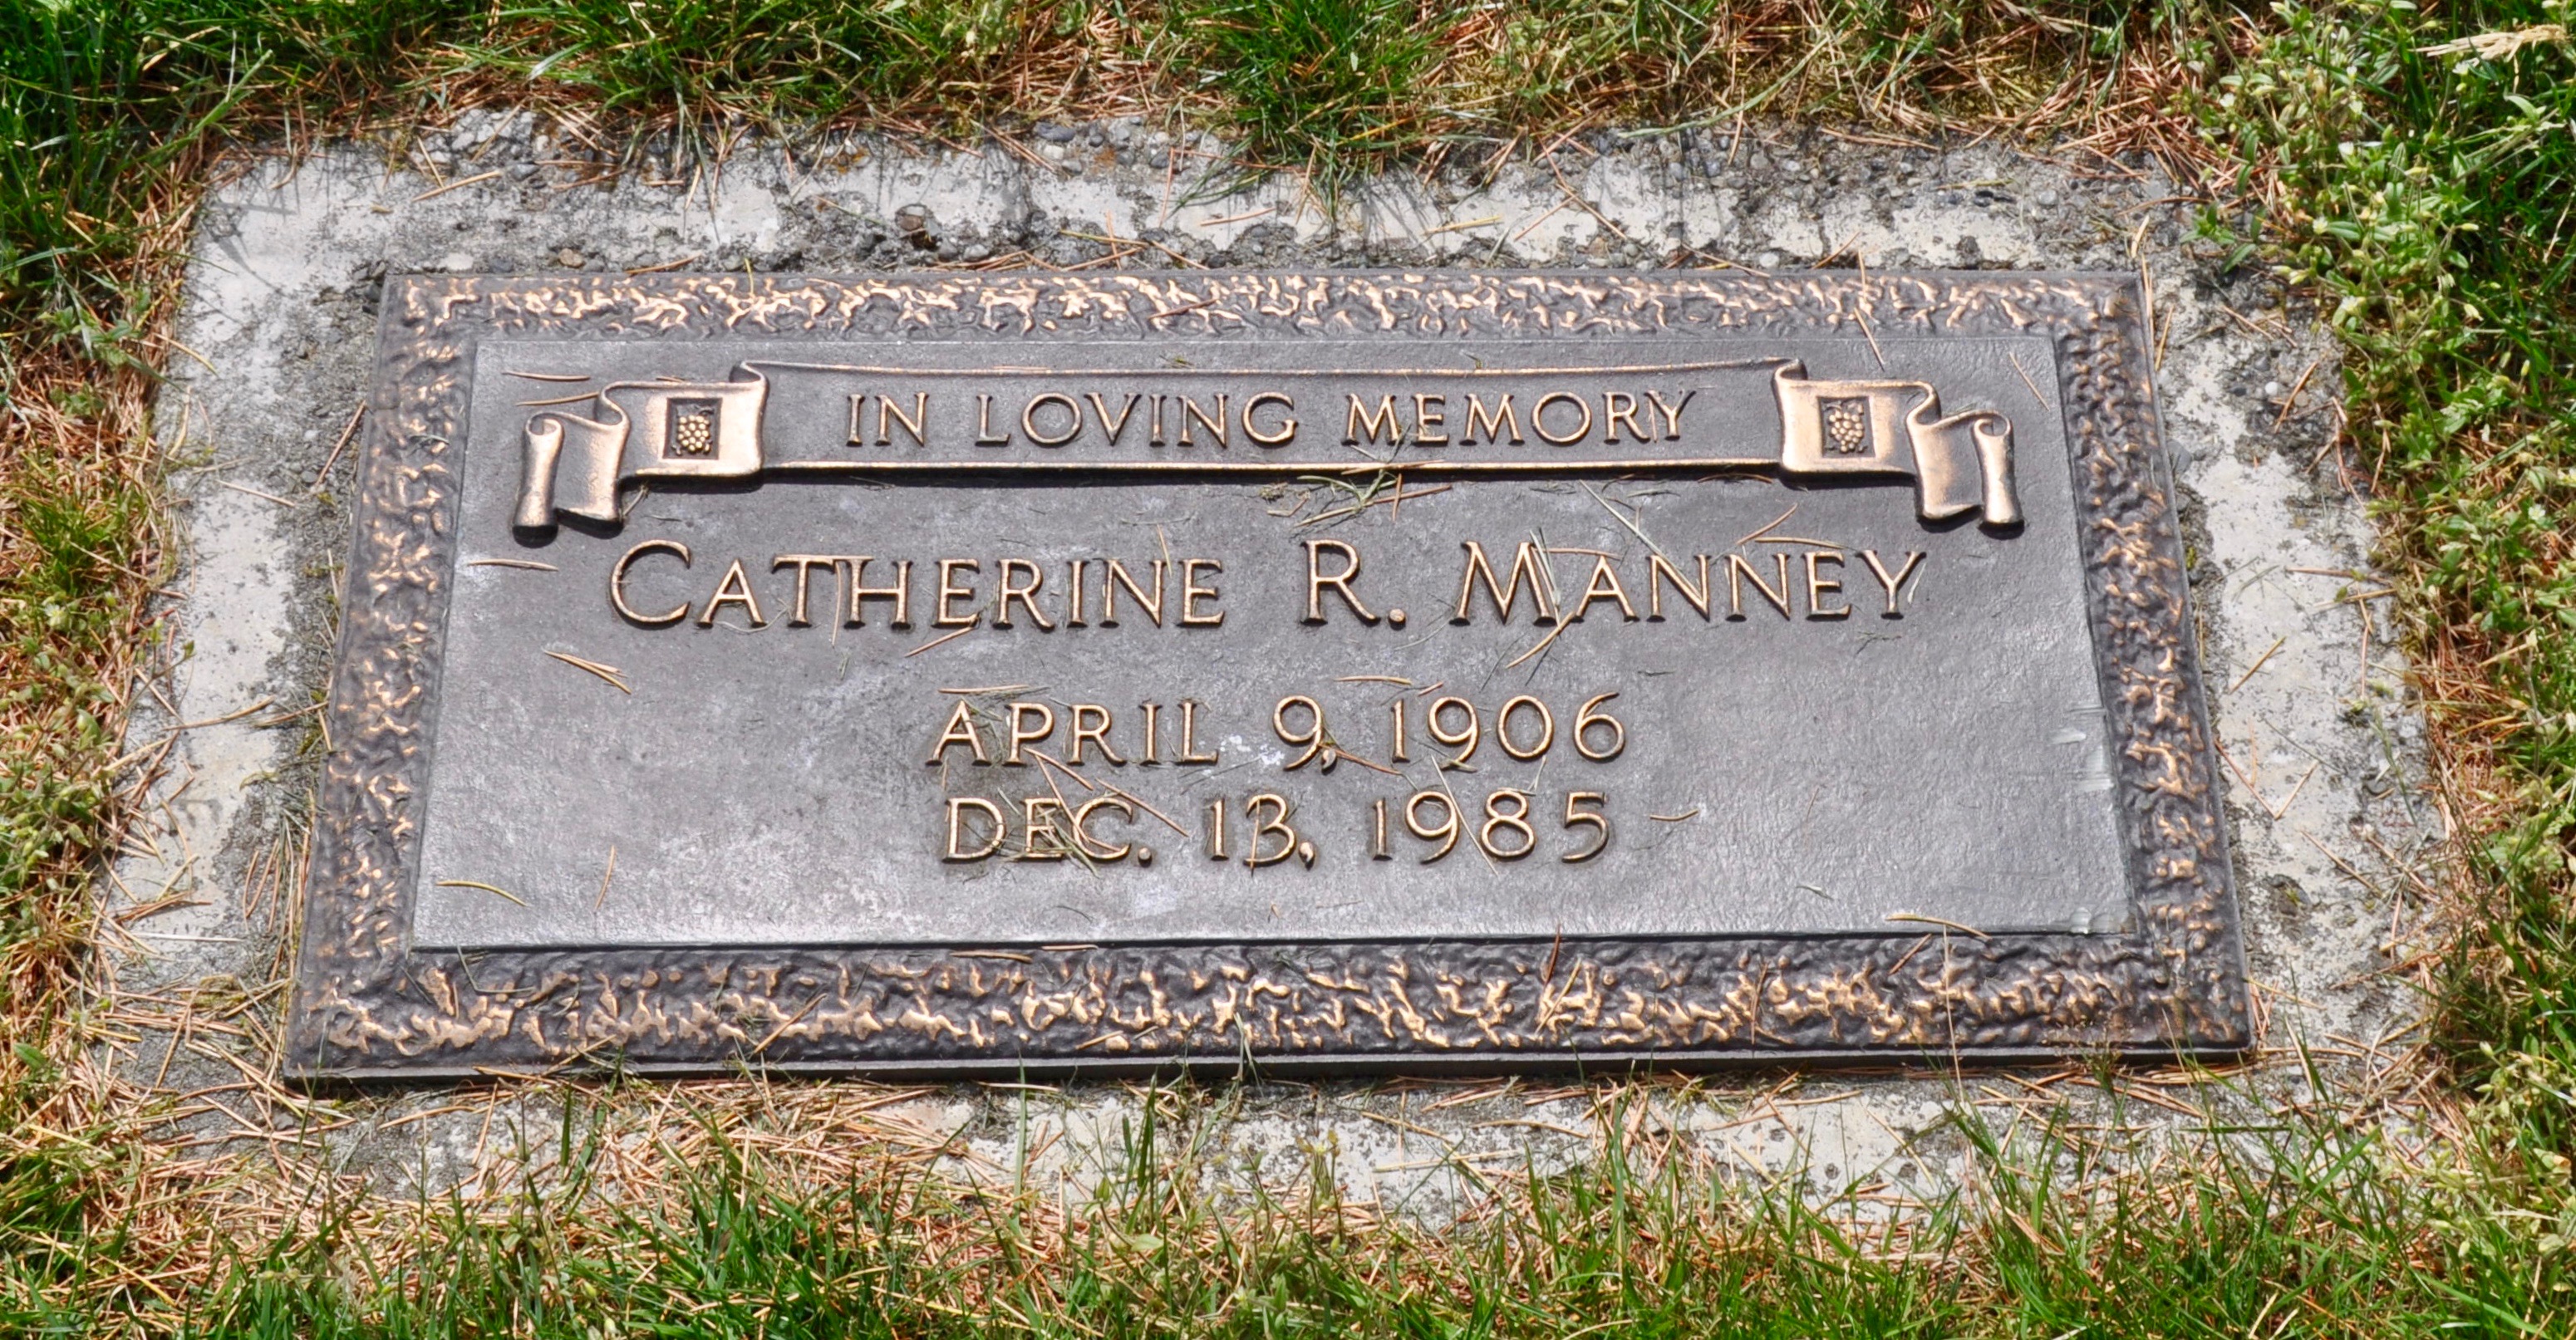 IN LOVING MEMORY
CATHERINE R. MANNEY
APRIL 9, 1906
DEC. 13, 1985